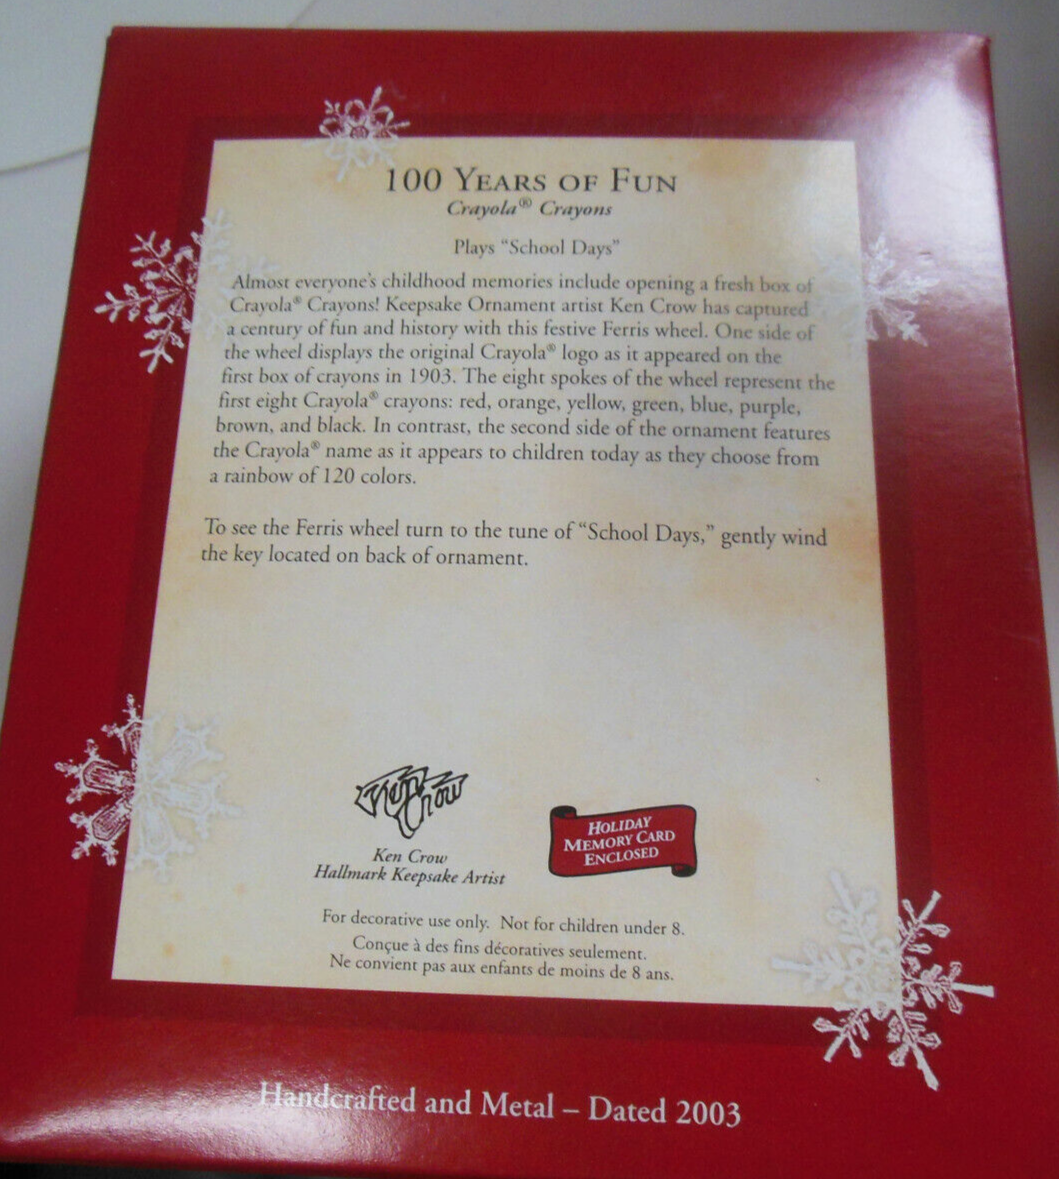 100 Years of Fun
Crayola® Crayons
Plays "School Days"
Almost everyone's childhood memories include opening a fresh box of
Crayola® Crayons! Keepsake Ornament artist Ken Crow has captured
a century of fun and history with this festive Ferris wheel. One side of
the wheel displays the original Crayola® logo as it appeared on the
first box of crayons in 1903. The eight spokes of the wheel represent the
first eight Crayola® crayons: red, orange, yellow, green, blue, purple,
brown, and black. In contrast, the second side of the ornament features
the Crayola® name as it appears to children today as they choose from
a rainbow of 120 colors.
To see the Ferris wheel turn to the tune of "School Days," gently wind
the key located on back of ornament.
Ken Crow
Ken Crow
Hallmark Keepsake Artist
HOLIDAY
MEMORY CARD
ENCLOSED
For decorative use only. Not for children under 8.
Conçue à des fins décoratives seulement.
Ne convient pas aux enfants de moins de 8 ans.
Handcrafted and Metal – Dated 2003